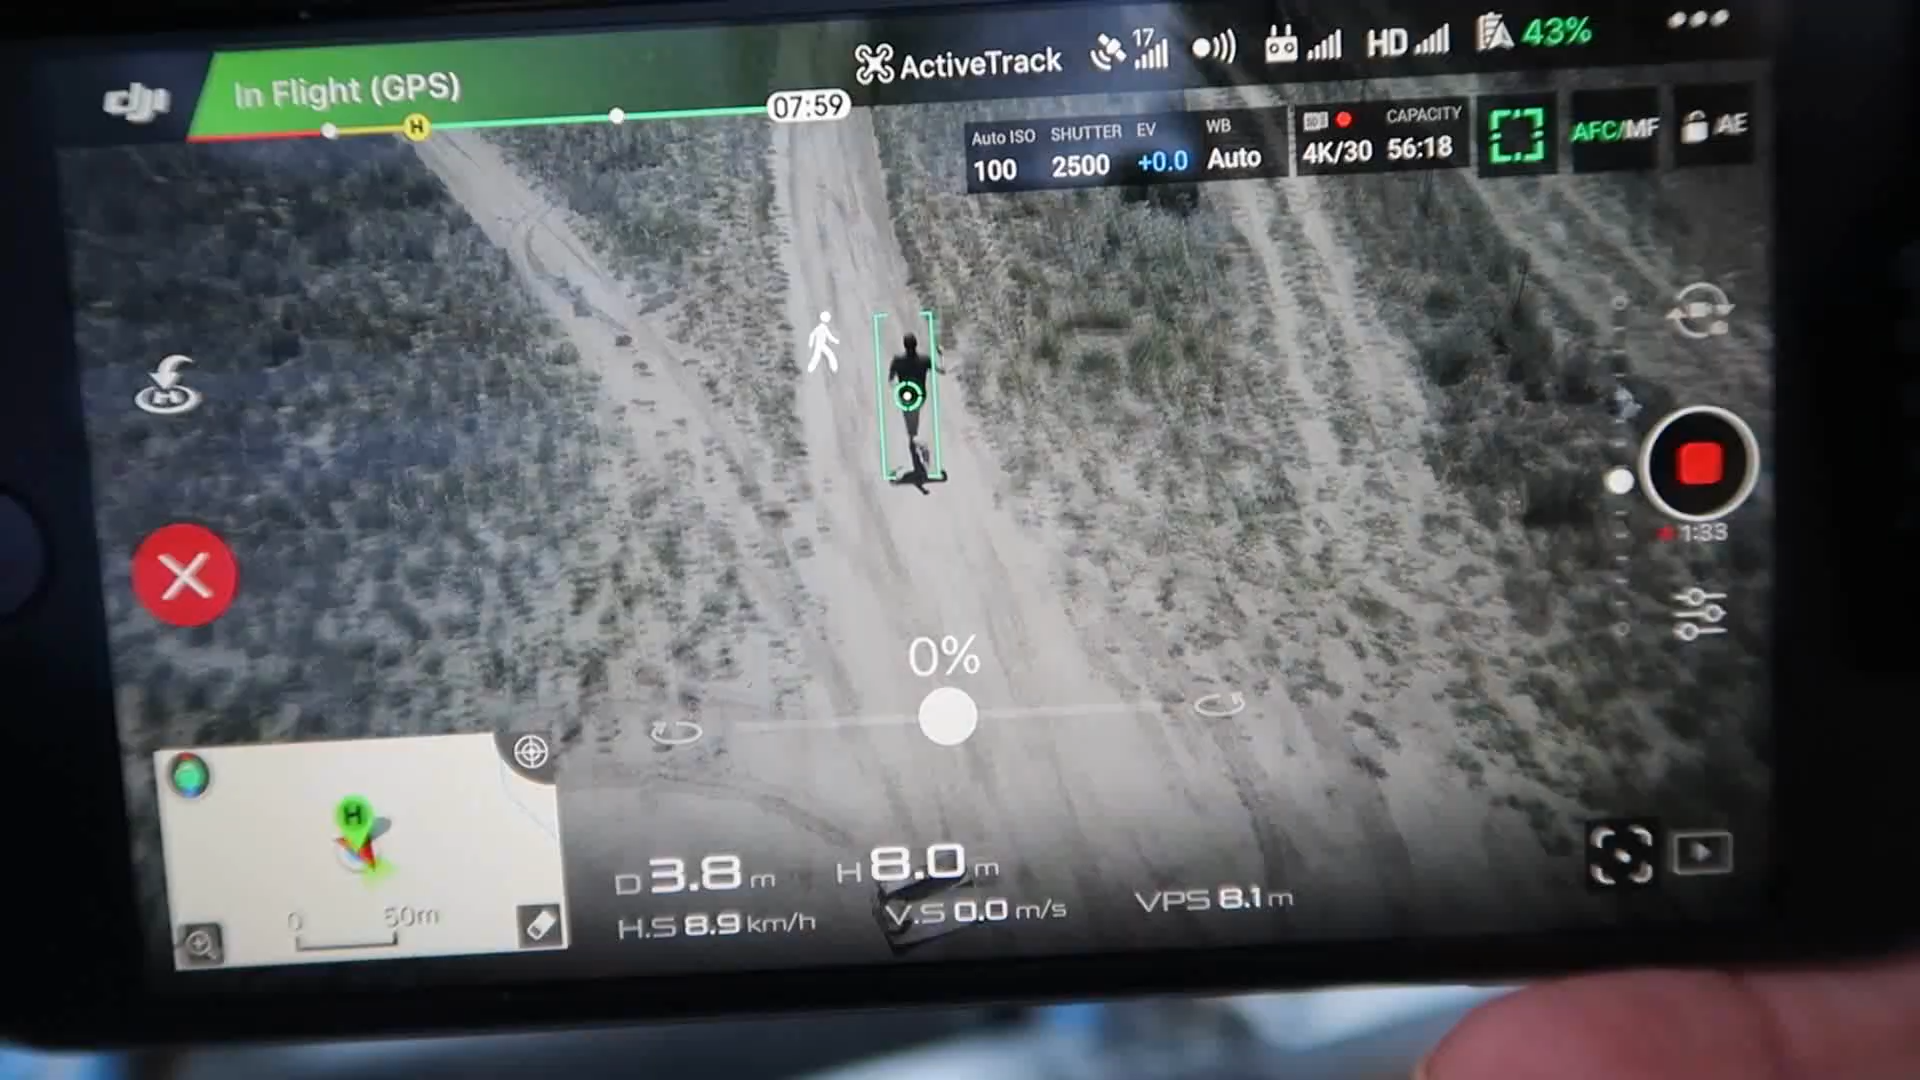 dji In Flight (GPS) ActiveTrack 17 HD 43%
H 07:59
Auto ISO SHUTTER EV WB CAPACITY
100 2500 +0.0 Auto 4K/30 56:18 AFC/MF AE
H
1:33
0%
H
0 50m
D 3.8 m H 8.0 m
H.S 8.9 km/h V.S 0.0 m/s VPS 8.1 m